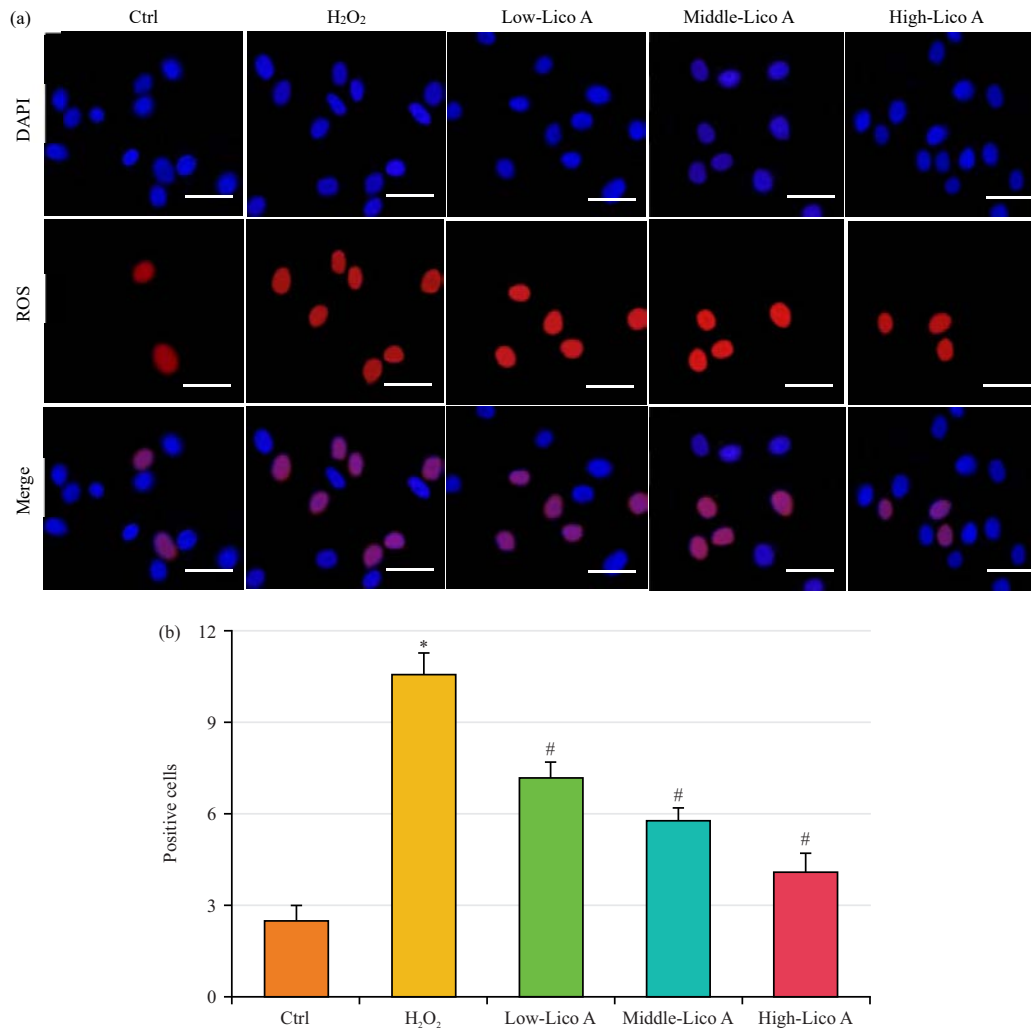 (a)
Ctrl
H₂O₂
Low-Lico A
Middle-Lico A
High-Lico A
DAPI
ROS
Merge
(b)
Positive cells
12
9
6
3
0
*
#
#
#
Ctrl
H₂O₂
Low-Lico A
Middle-Lico A
High-Lico A